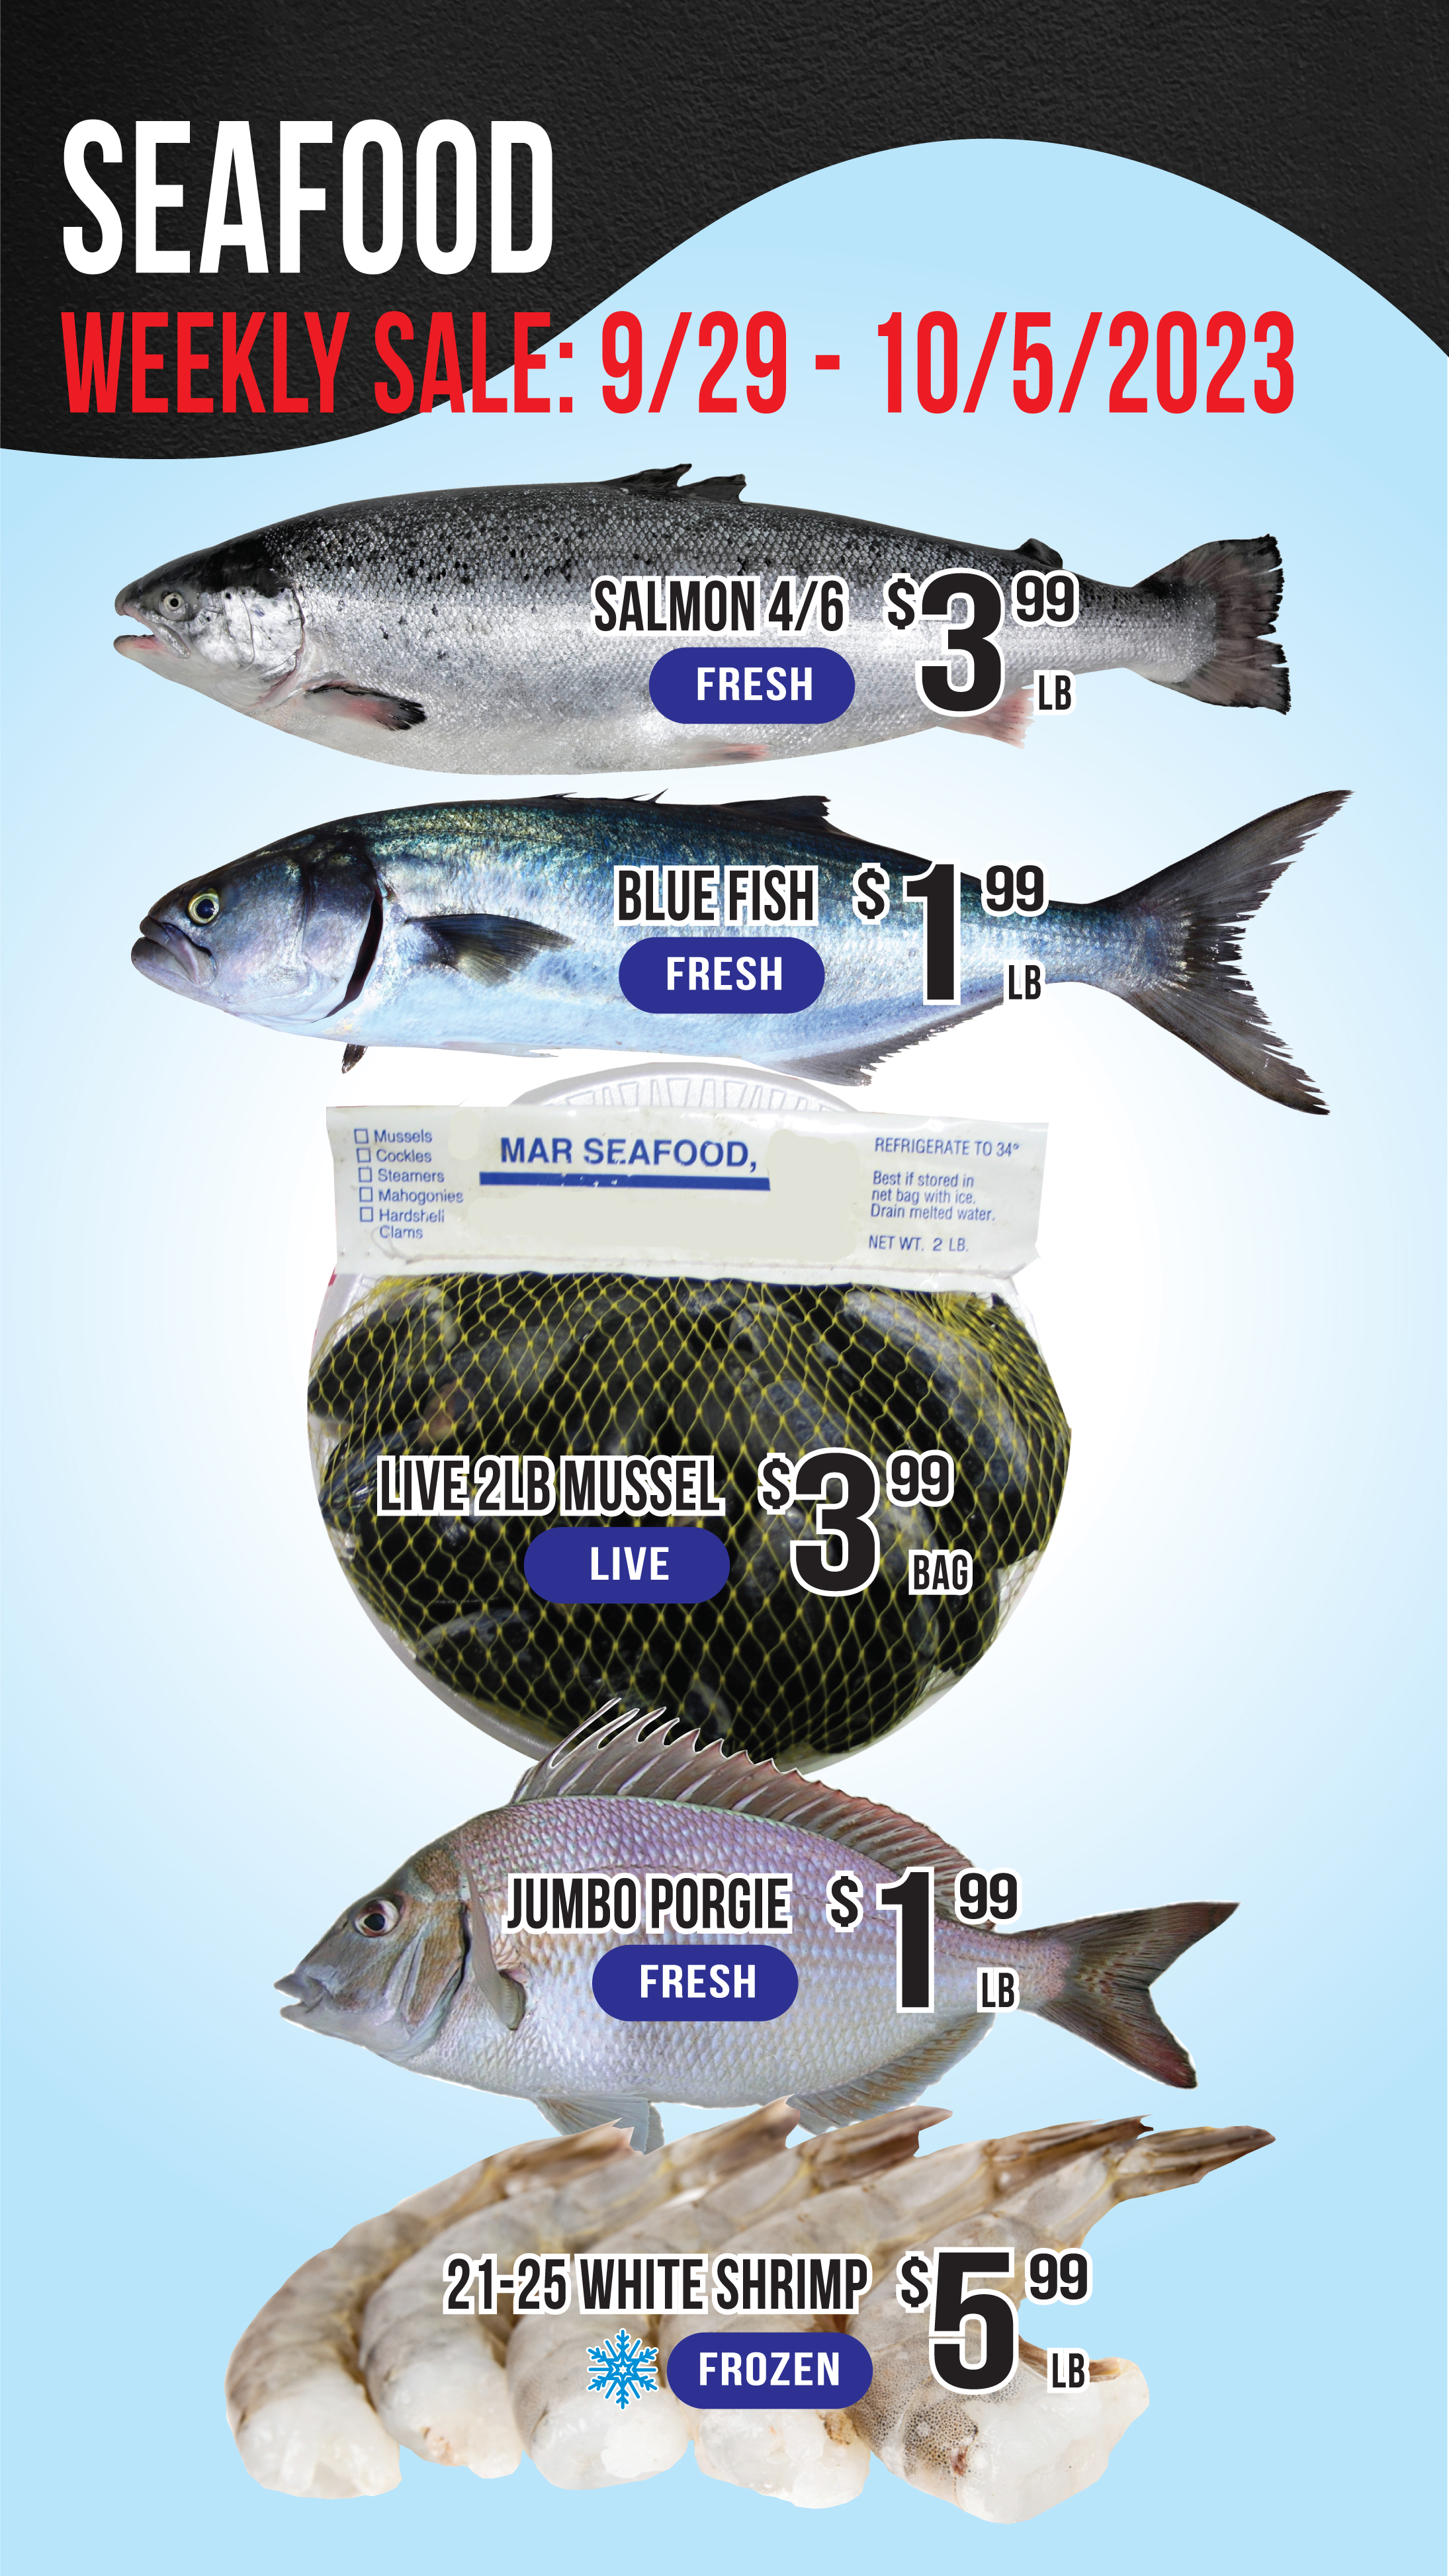 SEAFOOD
WEEKLY SALE: 9/29 - 10/5/2023
SALMON 4/6 $3 99
FRESH LB
BLUE FISH $1 99
FRESH LB
☐ Mussels
☐ Cockles
☐ Steamers
☐ Mahogonies
☐ Hardshell
Clams
MAR SEAFOOD,
REFRIGERATE TO 34°
Best if stored in
net bag with ice.
Drain melted water.
NET WT. 2 LB.
LIVE 2LB MUSSEL $3 99
LIVE BAG
JUMBO PORGIE $1 99
FRESH LB
21-25 WHITE SHRIMP $5 99
FROZEN LB